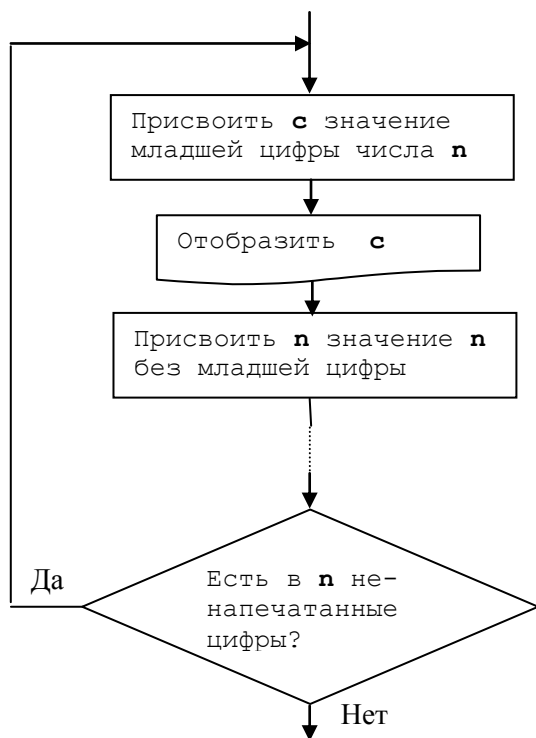 Присвоить c значение
младшей цифры числа n
Отобразить c
Присвоить n значение n
без младшей цифры
Да
Есть в n не-
напечатанные
цифры?
Нет